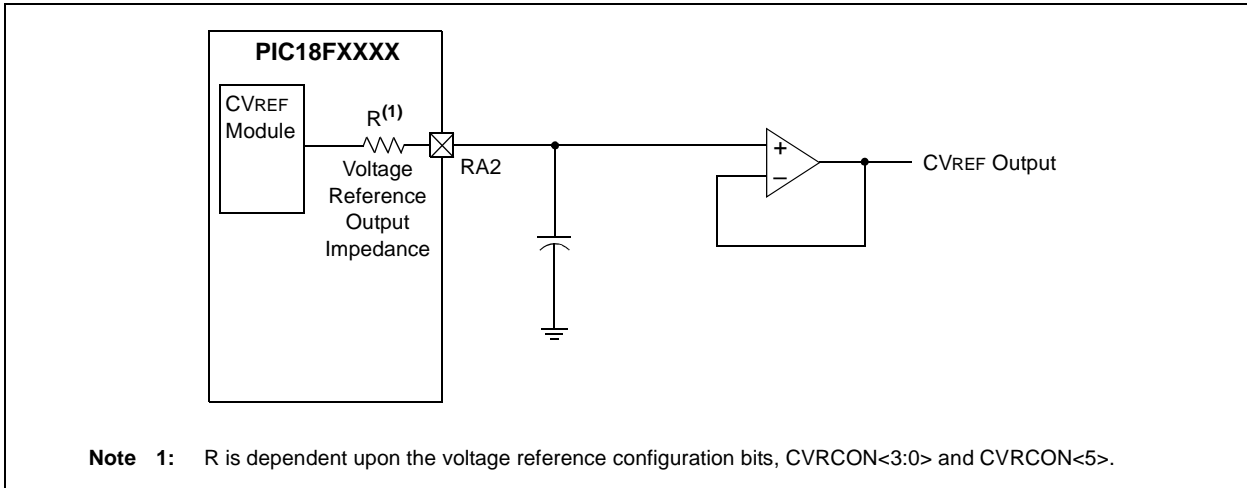 PIC18FXXXX
CVREF
Module
R(1)
Voltage
Reference
Output
Impedance
RA2
+
–
CVREF Output
Note 1: R is dependent upon the voltage reference configuration bits, CVRCON<3:0> and CVRCON<5>.